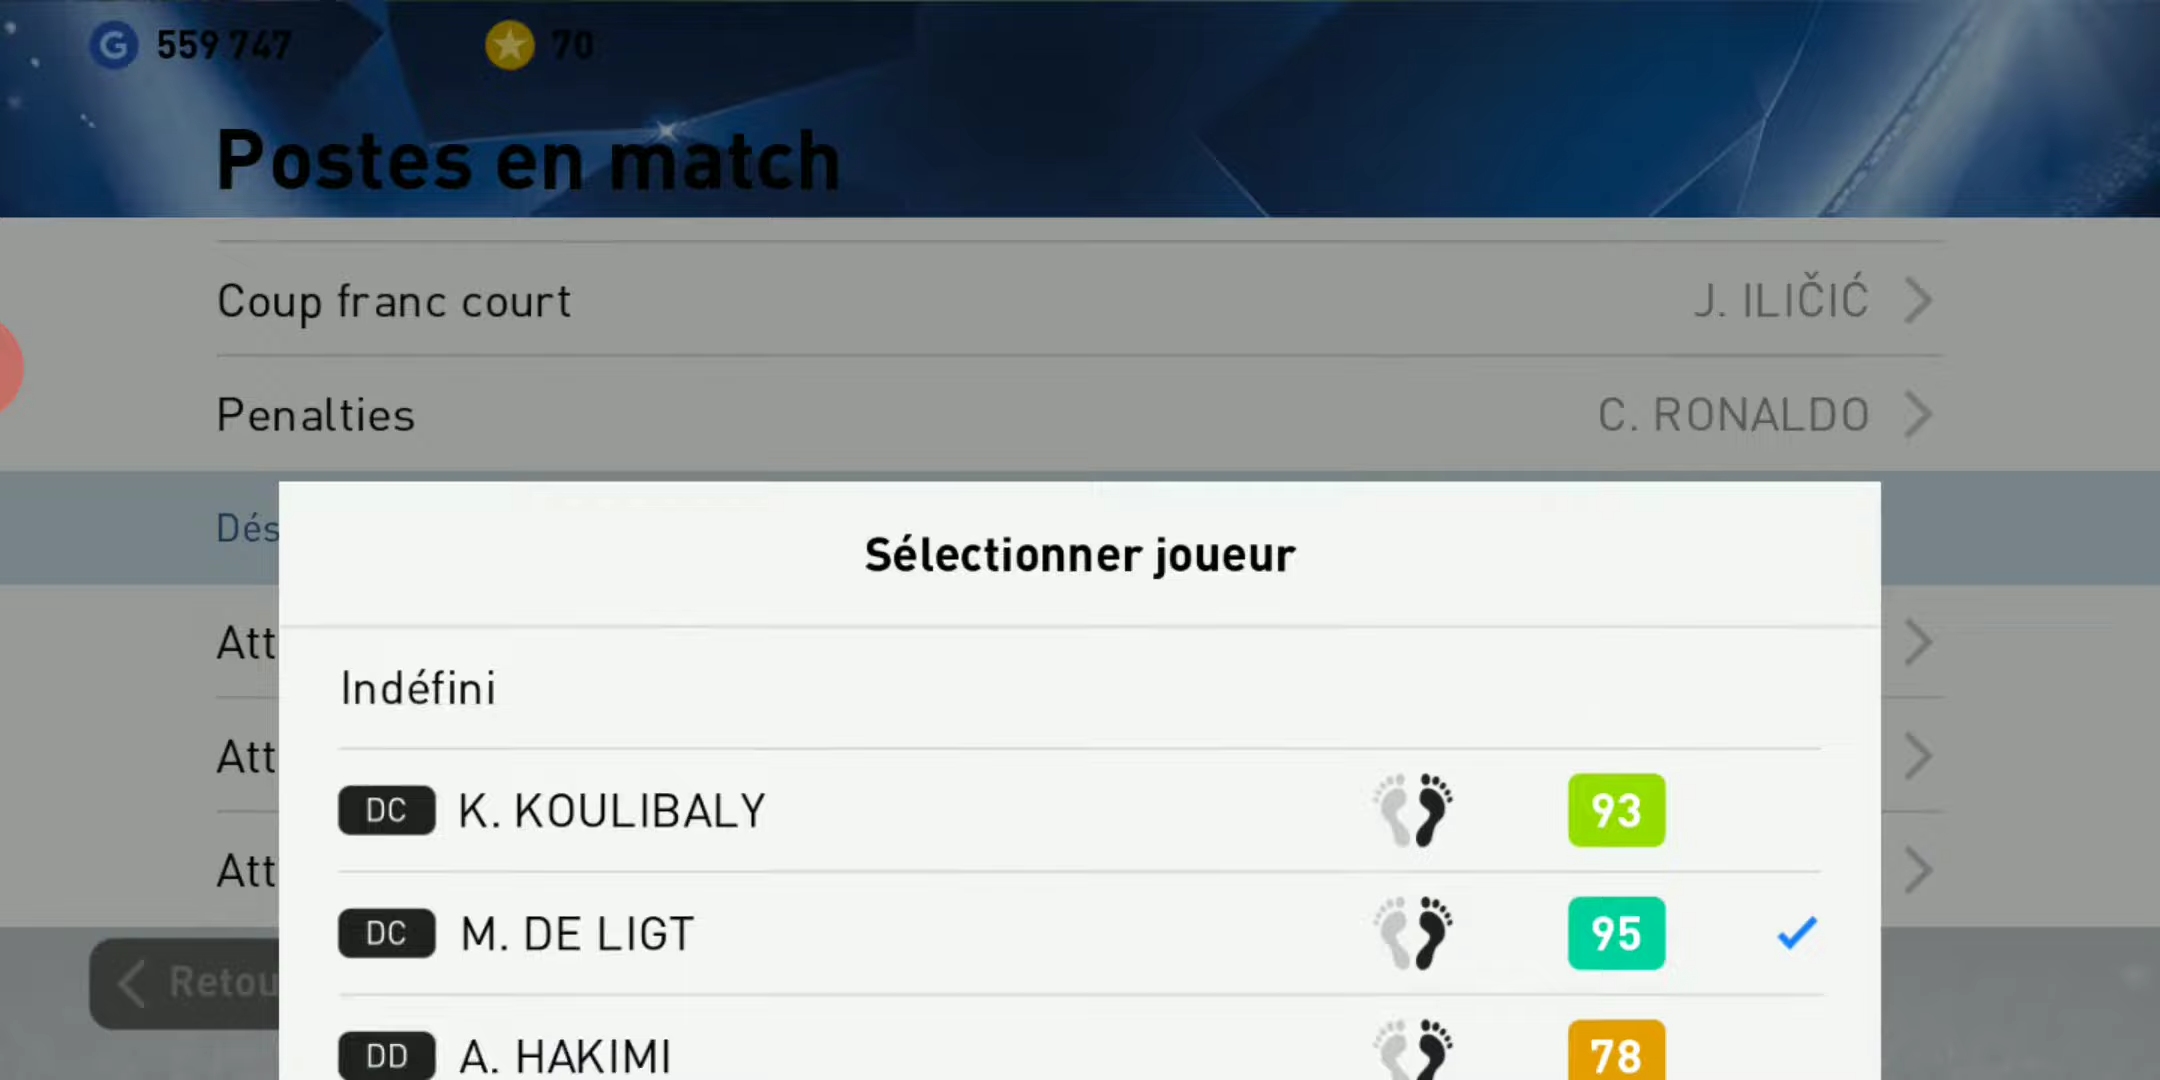 G 559 747 70
Postes en match
Coup franc court J. ILIČIĆ
Penalties C. RONALDO
Dés
Sélectionner joueur
Att
Indéfini
Att
DC K. KOULIBALY 93
Att
DC M. DE LIGT 95
Retou
DD A. HAKIMI 78